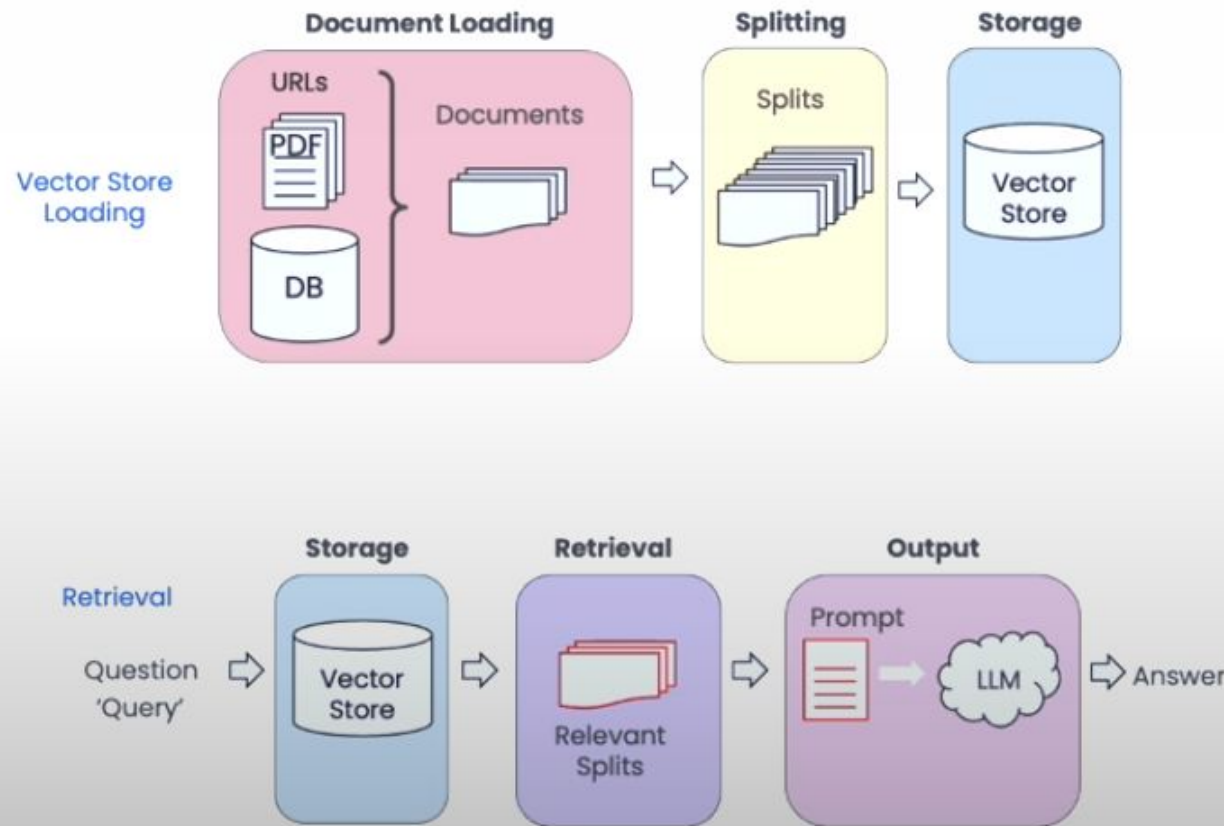 Document Loading
Splitting
Storage
Vector Store
Loading
URLs
PDF
DB
Documents
Splits
Vector
Store
Storage
Retrieval
Output
Retrieval
Question
'Query'
Vector
Store
Relevant
Splits
Prompt
LLM
Answer